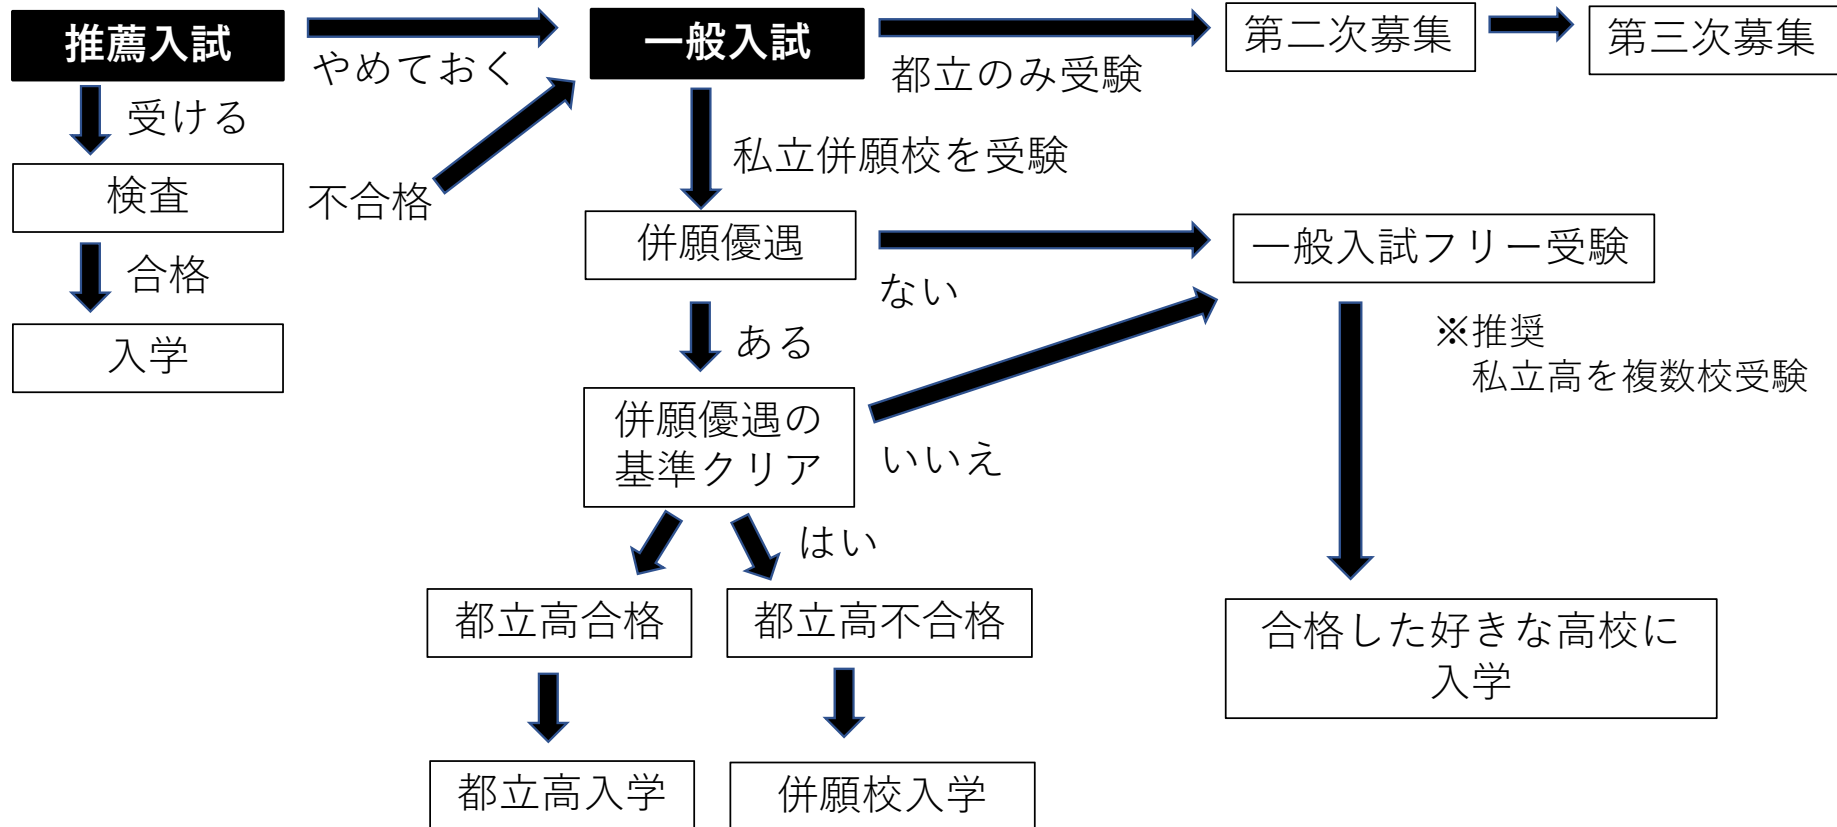 推薦入試
やめておく
一般入試
都立のみ受験
第二次募集
第三次募集
受ける
検査
不合格
私立併願校を受験
合格
入学
併願優遇
ない
一般入試フリー受験
※推奨
私立高を複数校受験
ある
併願優遇の
基準クリア
いいえ
はい
都立高合格
都立高不合格
合格した好きな高校に
入学
都立高入学
併願校入学